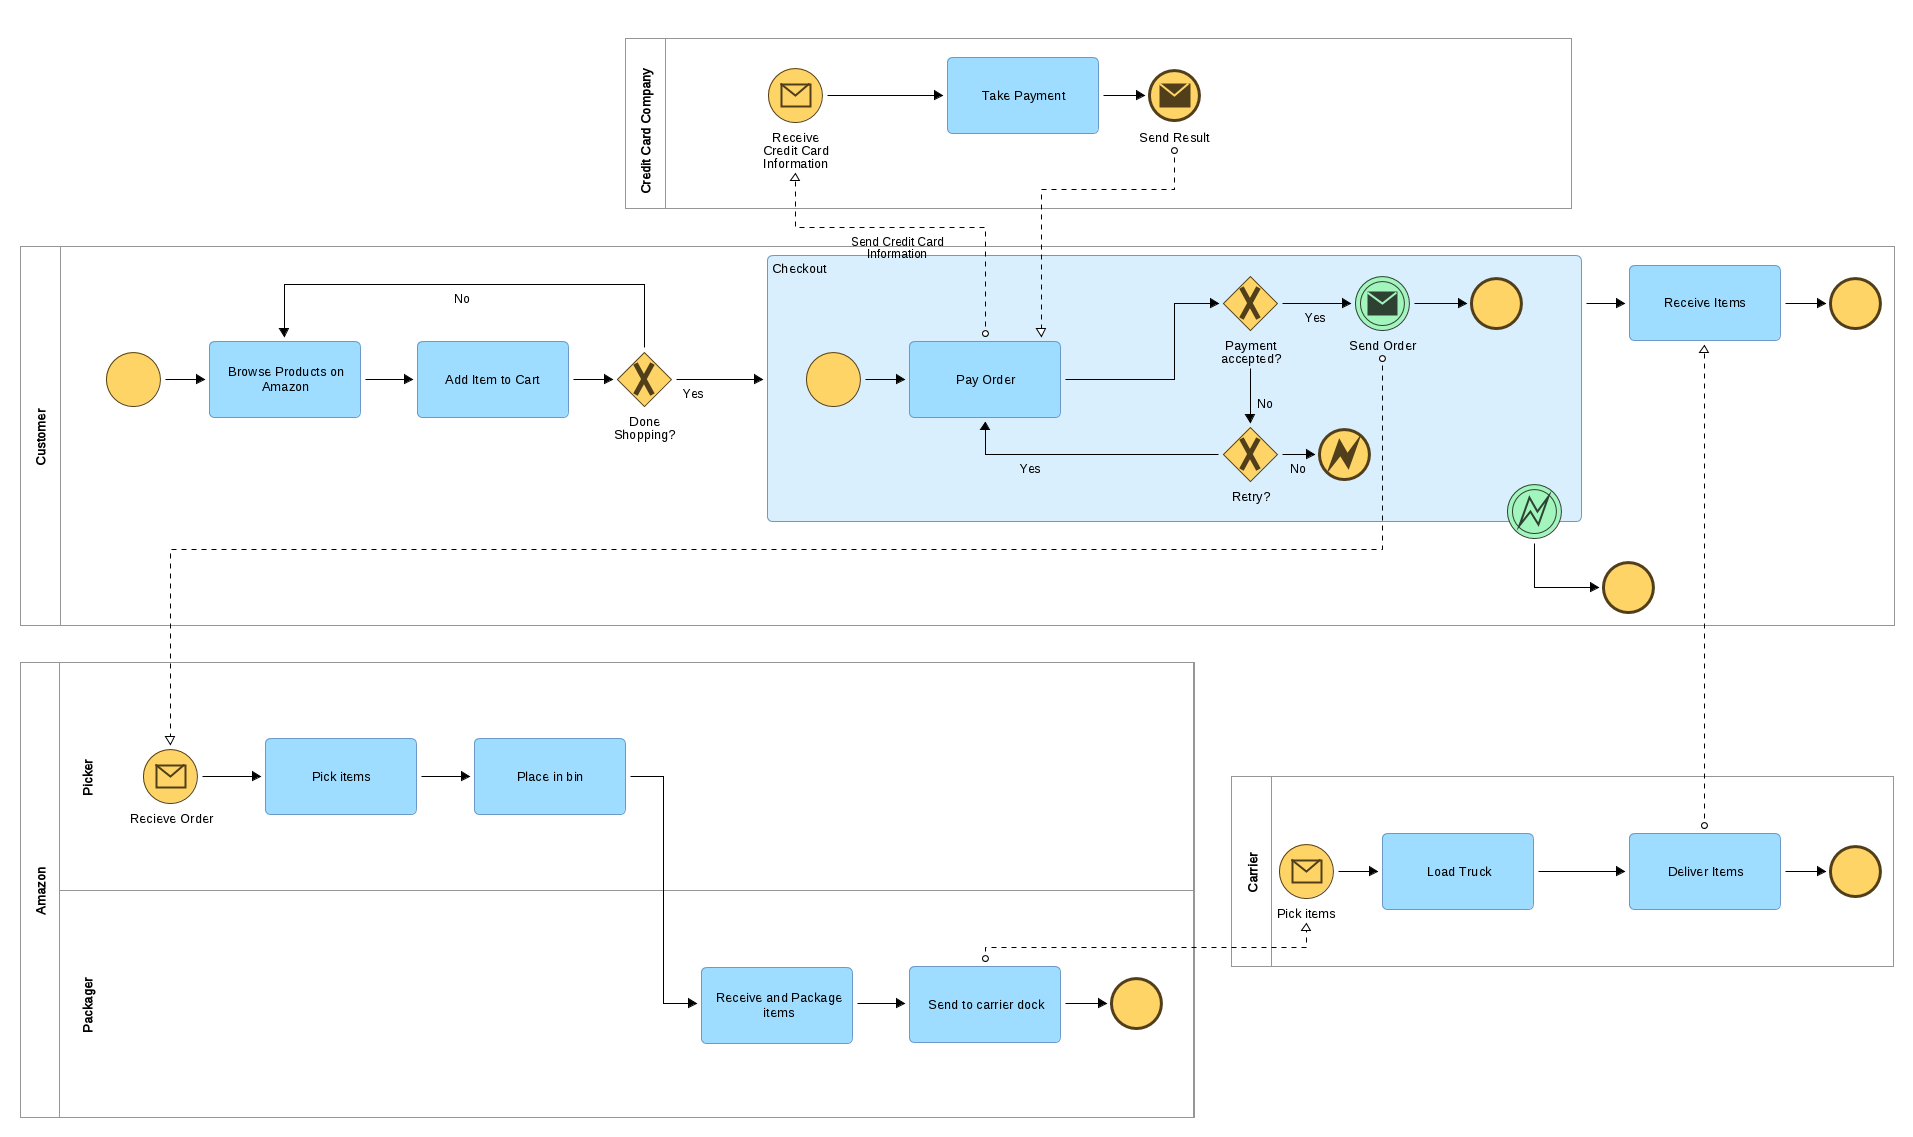 Credit Card Company
Take Payment
Receive
Credit Card
Information
Send Result
Send Credit Card
Information
Customer
Checkout
No
Browse Products on
Amazon
Add Item to Cart
Yes
Done
Shopping?
Pay Order
Payment
accepted?
Yes
Send Order
Receive Items
No
Yes
No
Retry?
Amazon
Picker
Recieve Order
Pick items
Place in bin
Packager
Receive and Package
items
Send to carrier dock
Carrier
Pick items
Load Truck
Deliver Items